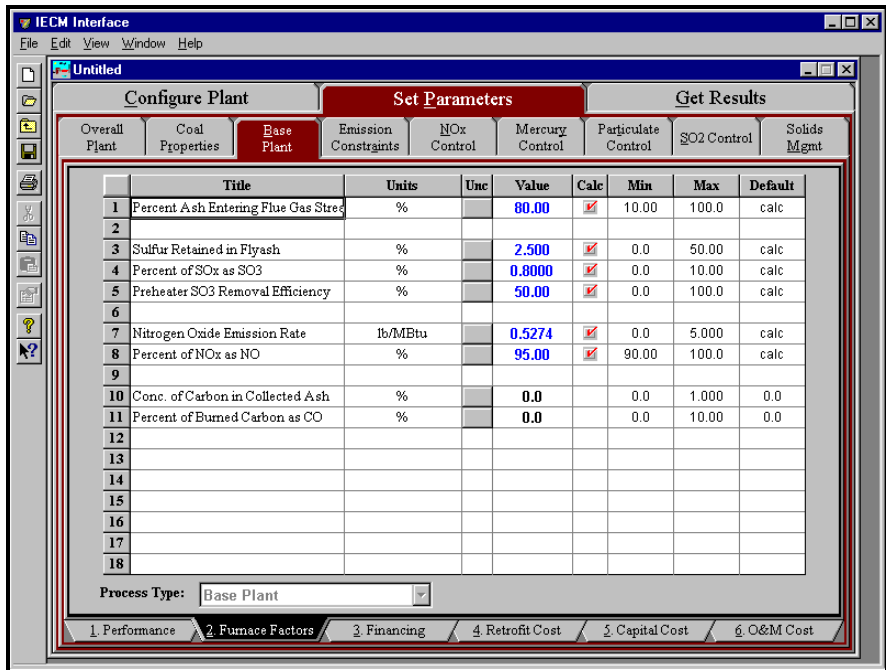 IECM Interface
File Edit View Window Help
Untitled
Configure Plant Set Parameters Get Results
Overall Plant Coal Properties Base Plant Emission Constraints NOx Control Mercury Control Particulate Control SO2 Control Solids Mgmt
Title Units Unc Value Calc Min Max Default
1 Percent Ash Entering Flue Gas Strea % 80.00 10.00 100.0 calc
2
3 Sulfur Retained in Flyash % 2.500 0.0 50.00 calc
4 Percent of SOx as SO3 % 0.8000 0.0 10.00 calc
5 Preheater SO3 Removal Efficiency % 50.00 0.0 100.0 calc
6
7 Nitrogen Oxide Emission Rate lb/MBtu 0.5274 0.0 5.000 calc
8 Percent of NOx as NO % 95.00 90.00 100.0 calc
9
10 Conc. of Carbon in Collected Ash % 0.0 0.0 1.000 0.0
11 Percent of Burned Carbon as CO % 0.0 0.0 10.00 0.0
12
13
14
15
16
17
18
Process Type: Base Plant
1. Performance 2. Furnace Factors 3. Financing 4. Retrofit Cost 5. Capital Cost 6. O&M Cost